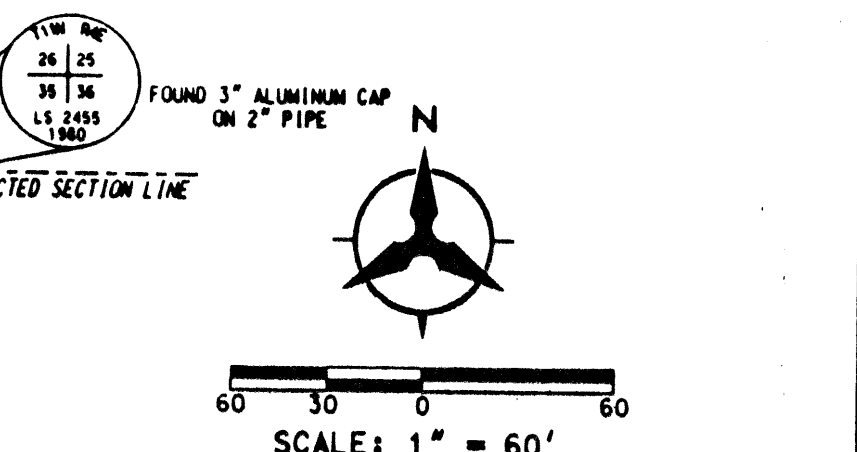 T11N R4E
26 25
35 36
LS 2455
1980
FOUND 3" ALUMINUM CAP
ON 2" PIPE
CTED SECTION LINE
N
60 30 0 60
SCALE: 1" = 60'